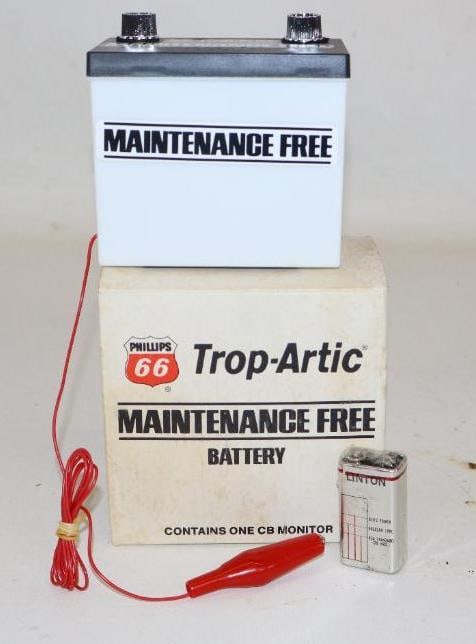 MAINTENANCE FREE
PHILLIPS
66
Trop-Artic®
MAINTENANCE FREE
BATTERY
CONTAINS ONE CB MONITOR
LINTON